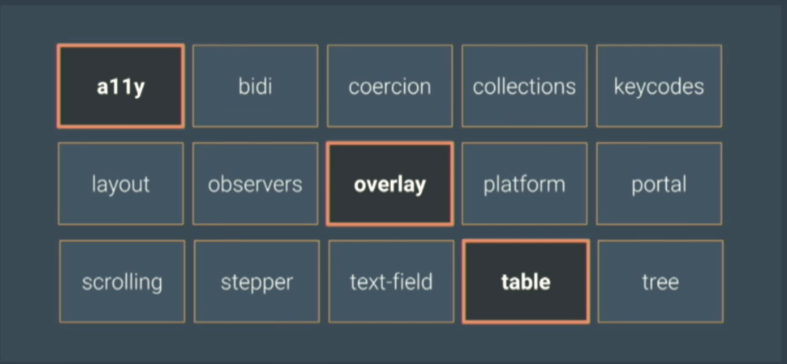 a11y bidi coercion collections keycodes
layout observers overlay platform portal
scrolling stepper text-field table tree